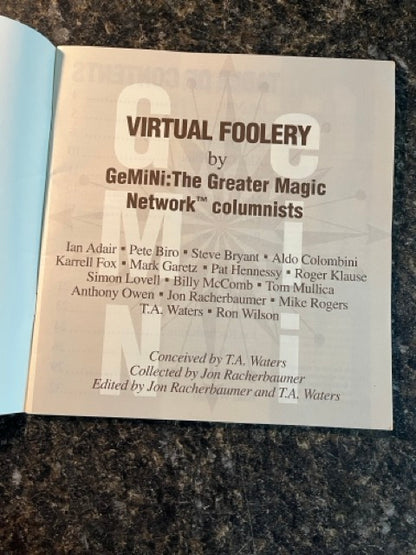 VIRTUAL FOOLERY
by
GeMiNi:The Greater Magic
Network™ columnists
Ian Adair ▪ Pete Biro ▪ Steve Bryant ▪ Aldo Colombini
Karrell Fox ▪ Mark Garetz ▪ Pat Hennessy ▪ Roger Klause
Simon Lovell ▪ Billy McComb ▪ Tom Mullica
Anthony Owen ▪ Jon Racherbaumer ▪ Mike Rogers
T.A. Waters ▪ Ron Wilson
Conceived by T.A. Waters
Collected by Jon Racherbaumer
Edited by Jon Racherbaumer and T.A. Waters
G e
M i
N i